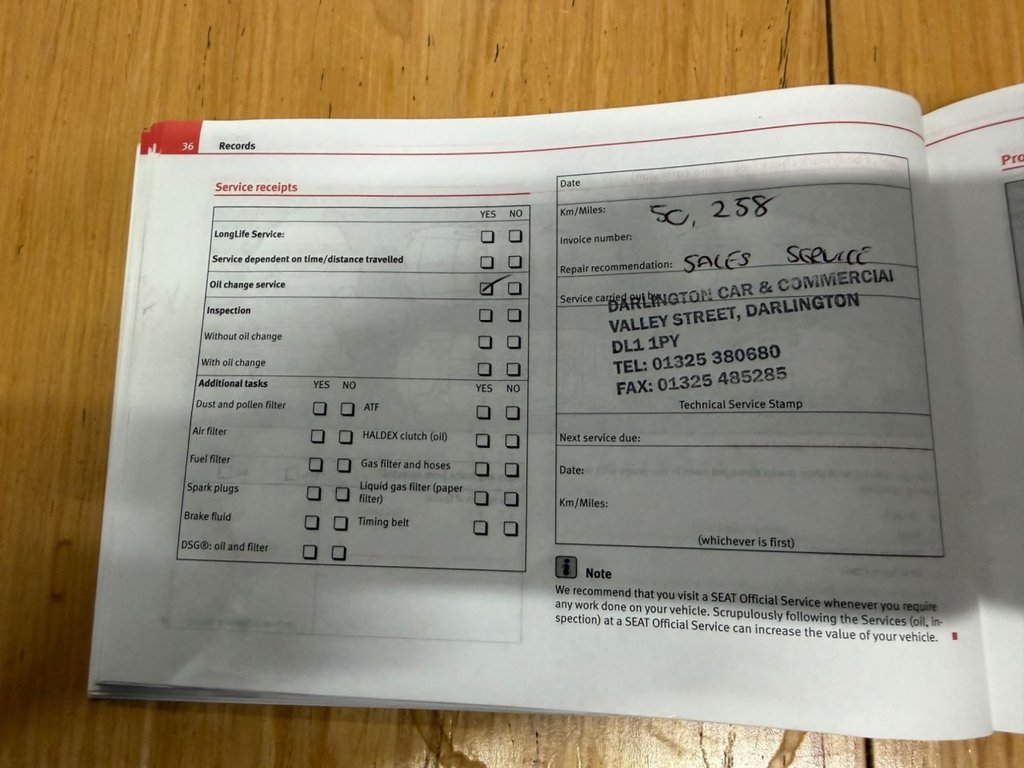 36 Records
Service receipts
YES NO
LongLife Service:
Service dependent on time/distance travelled
Oil change service
Inspection
Without oil change
With oil change
Additional tasks YES NO YES NO
Dust and pollen filter ATF
Air filter HALDEX clutch (oil)
Fuel filter Gas filter and hoses
Spark plugs Liquid gas filter (paper
filter)
Brake fluid Timing belt
DSG®: oil and filter
Date
Km/Miles: 50,258
Invoice number:
Repair recommendation: SALES SERVICE
Service carried out by:
DARLINGTON CAR & COMMERCIAL
VALLEY STREET, DARLINGTON
DL1 1PY
TEL: 01325 380680
FAX: 01325 485285
Technical Service Stamp
Next service due:
Date:
Km/Miles:
(whichever is first)
i Note
We recommend that you visit a SEAT Official Service whenever you require
any work done on your vehicle. Scrupulously following the Services (oil, in-
spection) at a SEAT Official Service can increase the value of your vehicle.
Pro